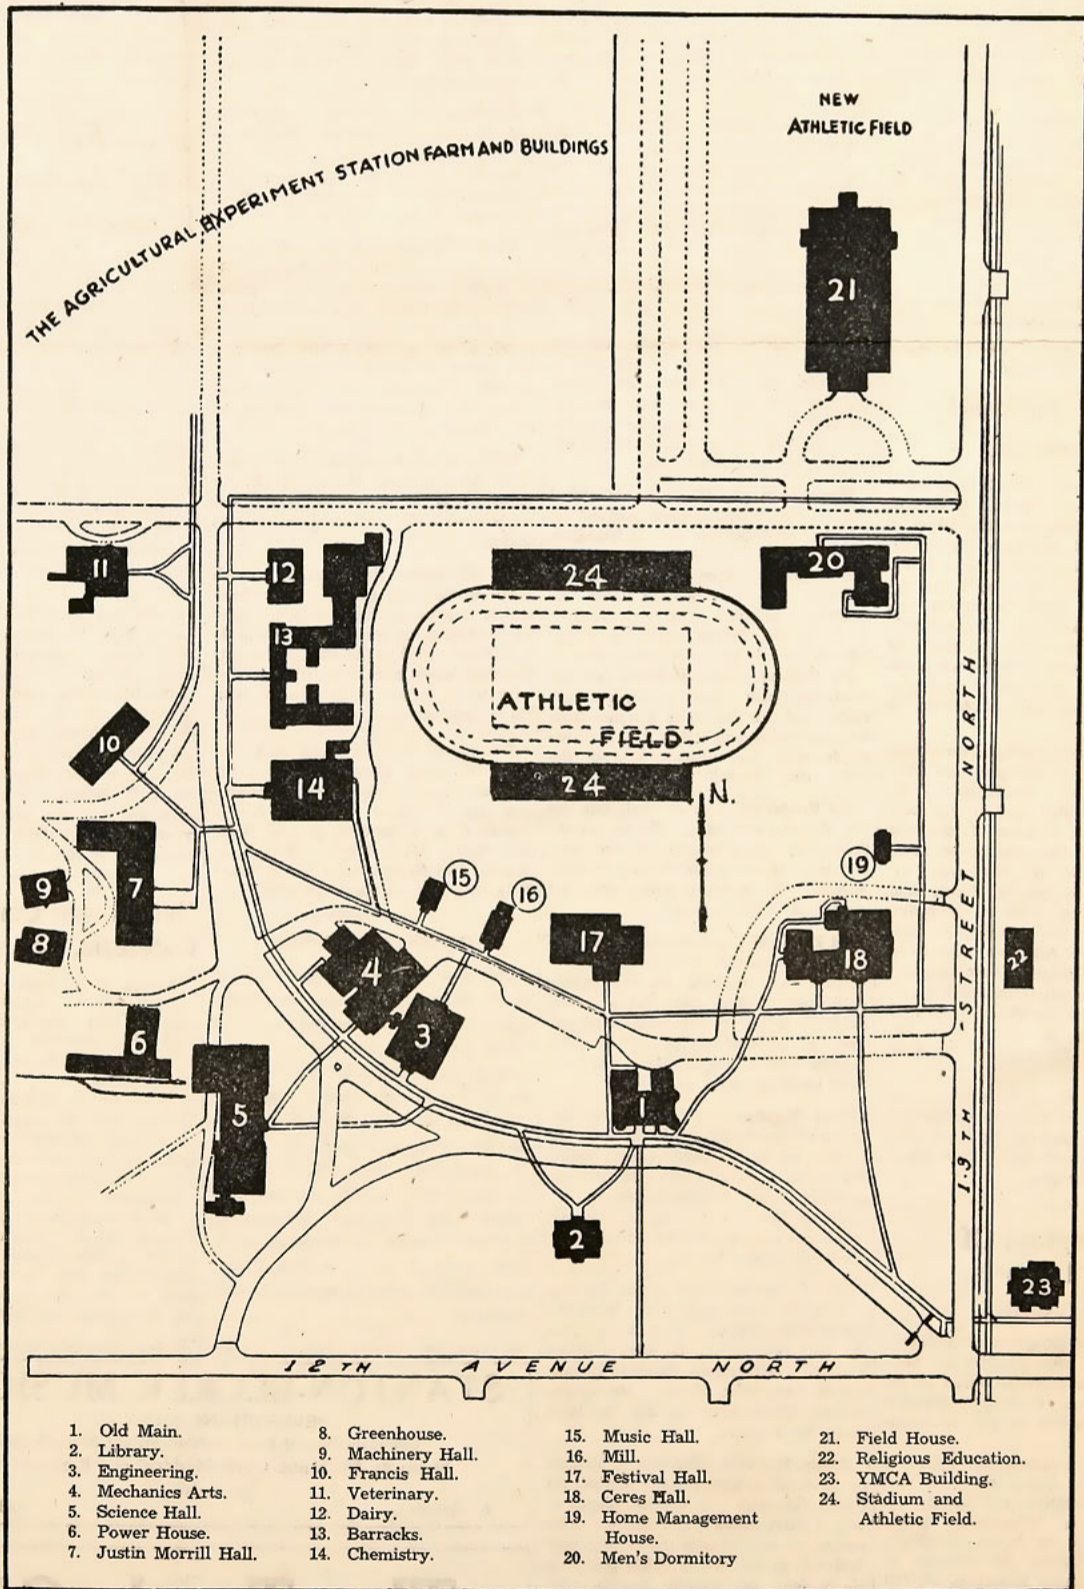 NEW
ATHLETIC FIELD
THE AGRICULTURAL EXPERIMENT STATION FARM AND BUILDINGS
21
11
12
24
20
13
ATHLETIC
FIELD
10
14
24
N.
NORTH
15
19
9
7
16
8
17
18
4
STREET
22
3
6
1
5
13TH
2
23
12TH AVENUE NORTH
1. Old Main.
2. Library.
3. Engineering.
4. Mechanics Arts.
5. Science Hall.
6. Power House.
7. Justin Morrill Hall.
8. Greenhouse.
9. Machinery Hall.
10. Francis Hall.
11. Veterinary.
12. Dairy.
13. Barracks.
14. Chemistry.
15. Music Hall.
16. Mill.
17. Festival Hall.
18. Ceres Hall.
19. Home Management
House.
20. Men's Dormitory
21. Field House.
22. Religious Education.
23. YMCA Building.
24. Stadium and
Athletic Field.